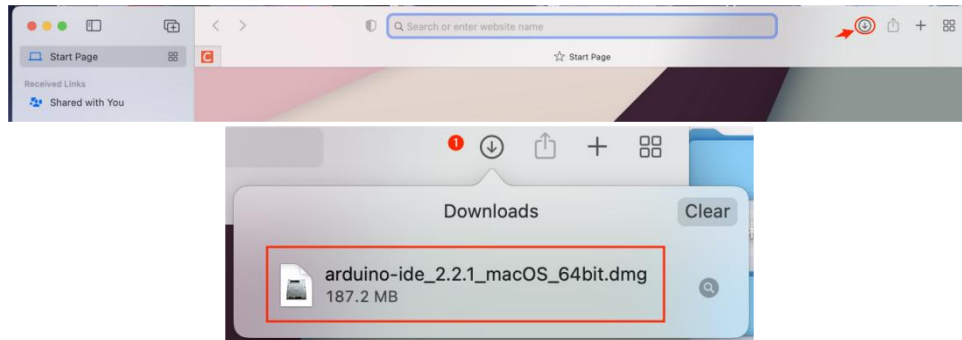 Search or enter website name
Start Page
C
Start Page
Received Links
Shared with You
1
Downloads
Clear
arduino-ide_2.2.1_macOS_64bit.dmg
187.2 MB